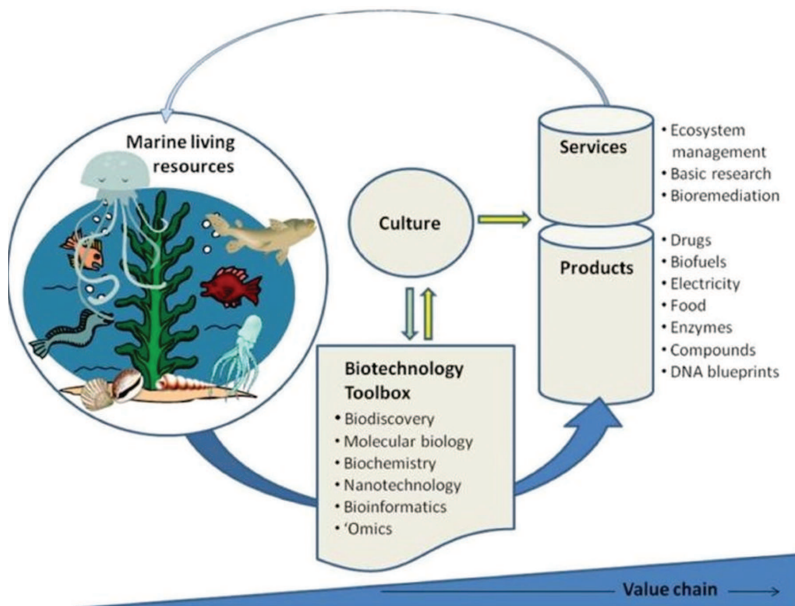 Marine living
resources
Culture
Services
• Ecosystem
management
• Basic research
• Bioremediation
Products
• Drugs
• Biofuels
• Electricity
• Food
• Enzymes
• Compounds
• DNA blueprints
Biotechnology
Toolbox
• Biodiscovery
• Molecular biology
• Biochemistry
• Nanotechnology
• Bioinformatics
• ‘Omics
Value chain